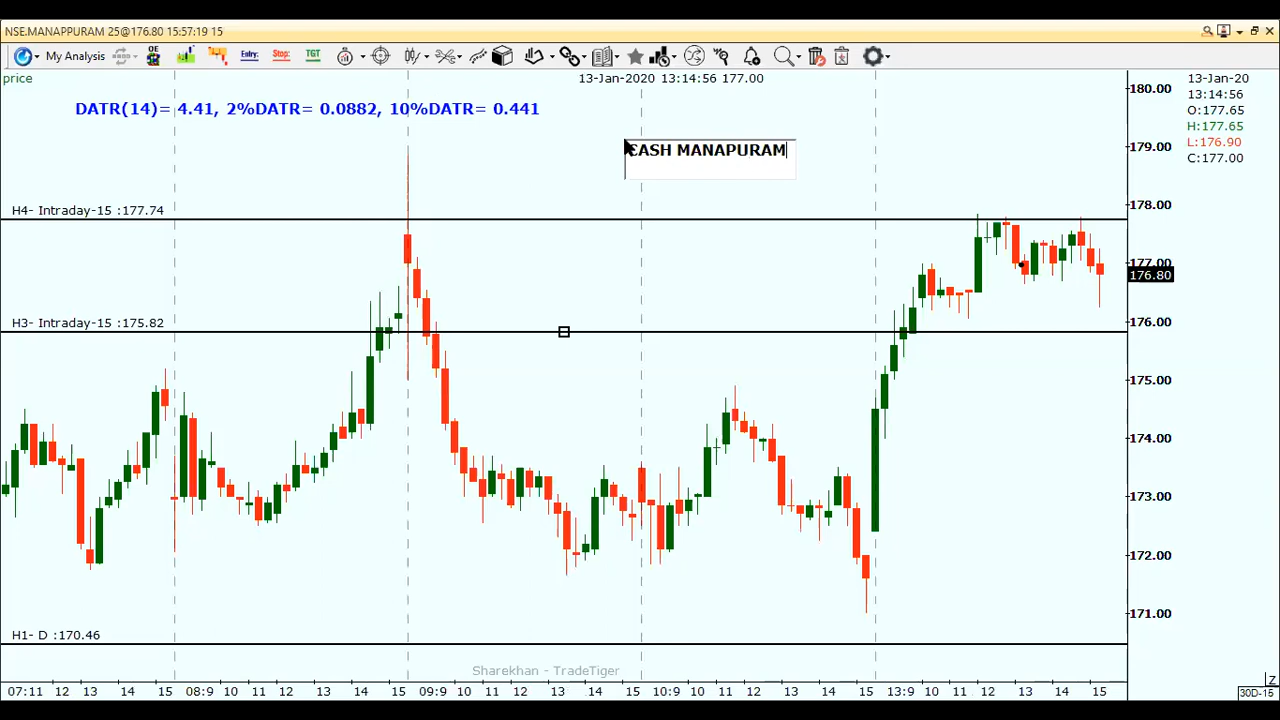 NSE.MANAPPURAM 25@176.80 15:57:19 15
My Analysis
OE
Entry:
Stop:
TGT
price
13-Jan-2020 13:14:56 177.00
13-Jan-20
13:14:56
O:177.65
H:177.65
L:176.90
C:177.00
DATR(14)= 4.41, 2%DATR= 0.0882, 10%DATR= 0.441
CASH MANAPURAM
180.00
179.00
178.00
177.00
176.80
176.00
175.00
174.00
173.00
172.00
171.00
H4- Intraday-15 :177.74
H3- Intraday-15 :175.82
H1- D :170.46
Sharekhan - TradeTiger
07:11 12 13 14 15 08:9 10 11 12 13 14 15 09:9 10 11 12 13 14 15 10:9 10 11 12 13 14 15 13:9 10 11 12 13 14 15
Z
30D-15